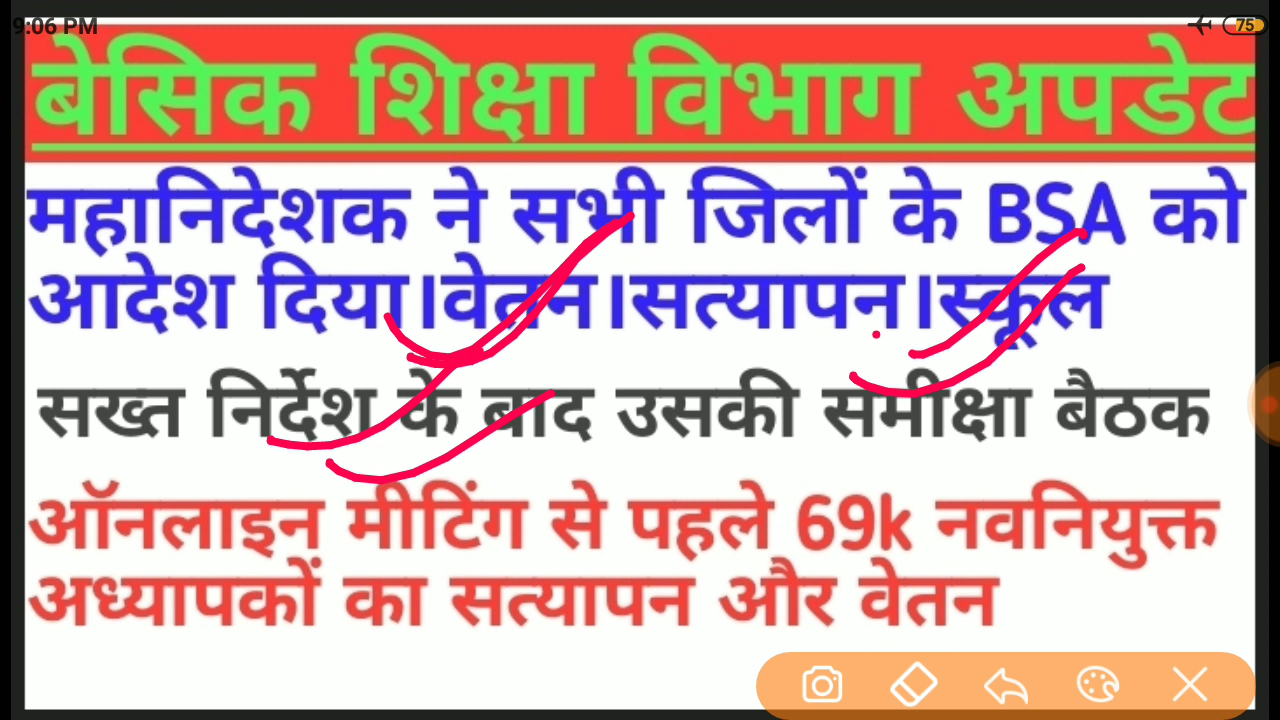 9:06 PM
75
बेसिक शिक्षा विभाग अपडेट
महानिदेशक ने सभी जिलों के BSA को
आदेश दिया।वेतन।सत्यापन।स्कूल
सख्त निर्देश के बाद उसकी समीक्षा बैठक
ऑनलाइन मीटिंग से पहले 69k नवनियुक्त
अध्यापकों का सत्यापन और वेतन